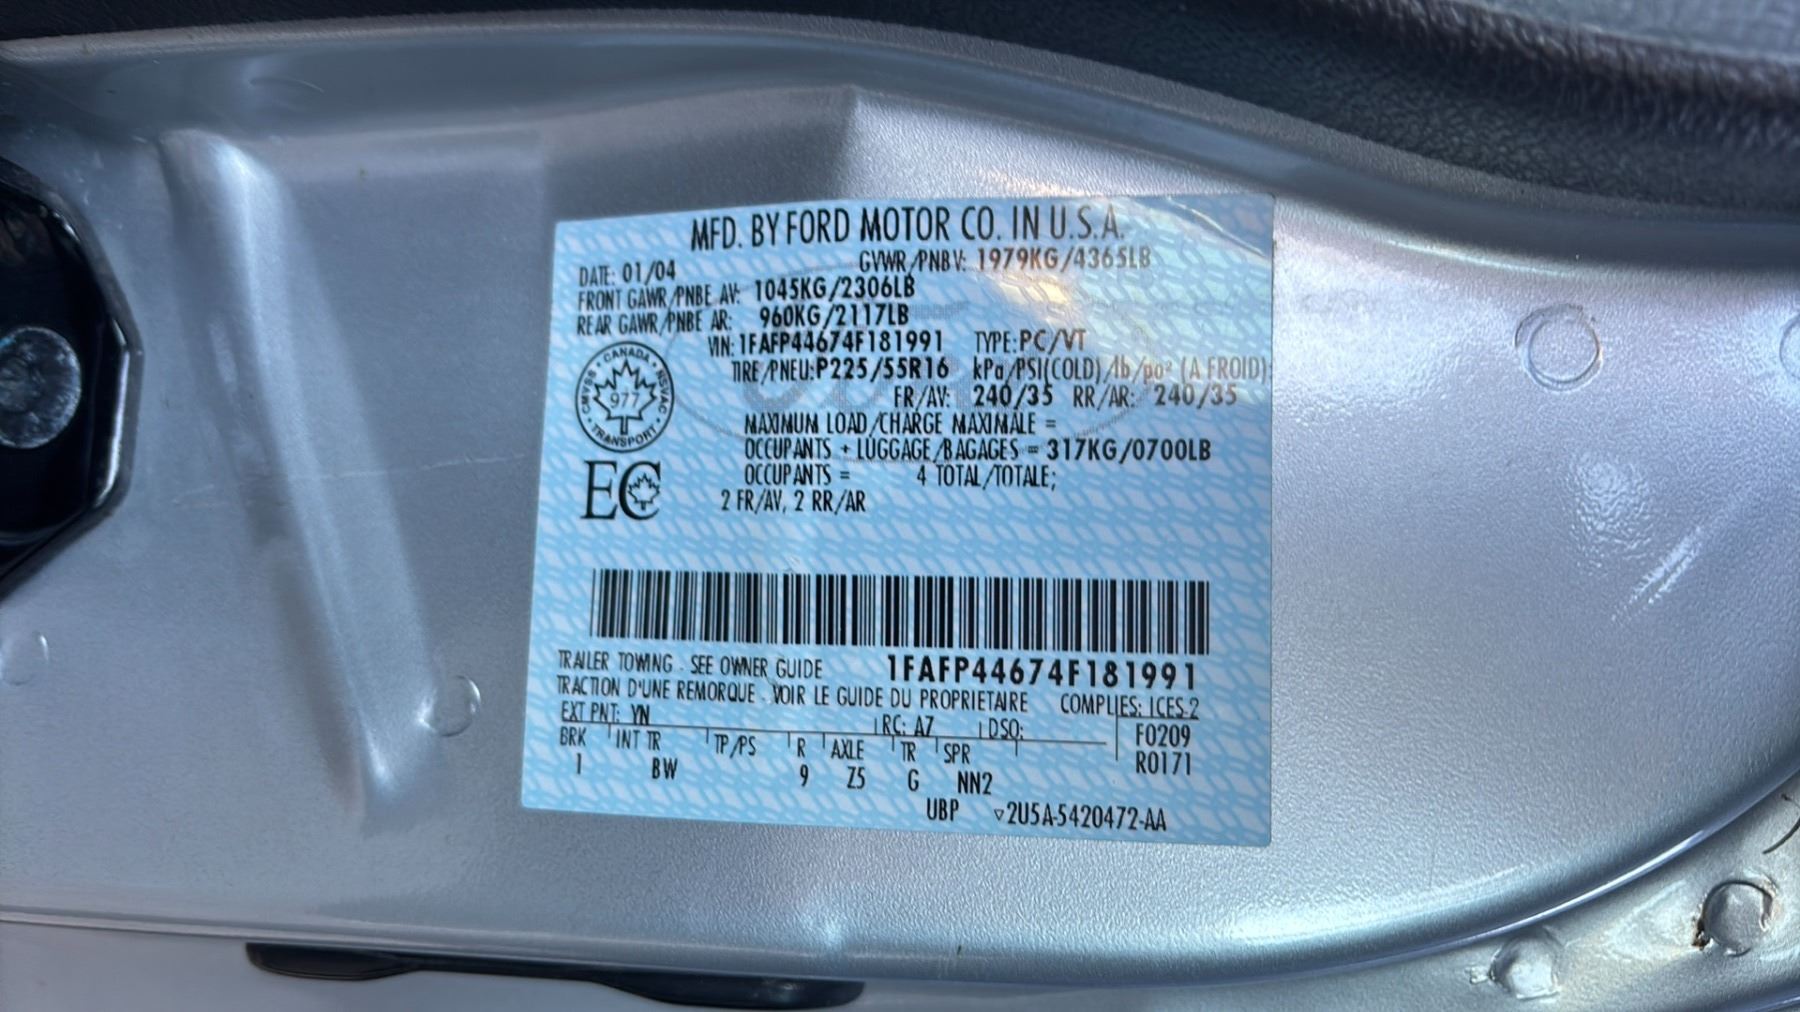 MFD. BY FORD MOTOR CO. IN U.S.A.
DATE: 01/04 GVWR/PNBV: 1979KG/4365LB
FRONT GAWR/PNBE AV: 1045KG/2306LB
REAR GAWR/PNBE AR: 960KG/2117LB
VIN: 1FAFP44674F181991 TYPE: PC/VT
TIRE/PNEU: P225/55R16 kPa/PSI(COLD)/lb/po² (A FROID)
FR/AV: 240/35 RR/AR: 240/35
MAXIMUM LOAD/CHARGE MAXIMALE =
OCCUPANTS + LUGGAGE/BAGAGES = 317KG/0700LB
OCCUPANTS = 4 TOTAL/TOTALE;
2 FR/AV, 2 RR/AR
CANADA
CMVSS NSVAC
977
TRANSPORT
EC
TRAILER TOWING - SEE OWNER GUIDE 1FAFP44674F181991
TRACTION D'UNE REMORQUE - VOIR LE GUIDE DU PROPRIETAIRE COMPLIES: ICES-2
EXT PNT: YN RC: A7 DSO: F0209
BRK INT TR TP/PS R AXLE TR SPR R0171
I BW 9 Z5 G NN2
UBP ▽2U5A-5420472-AA